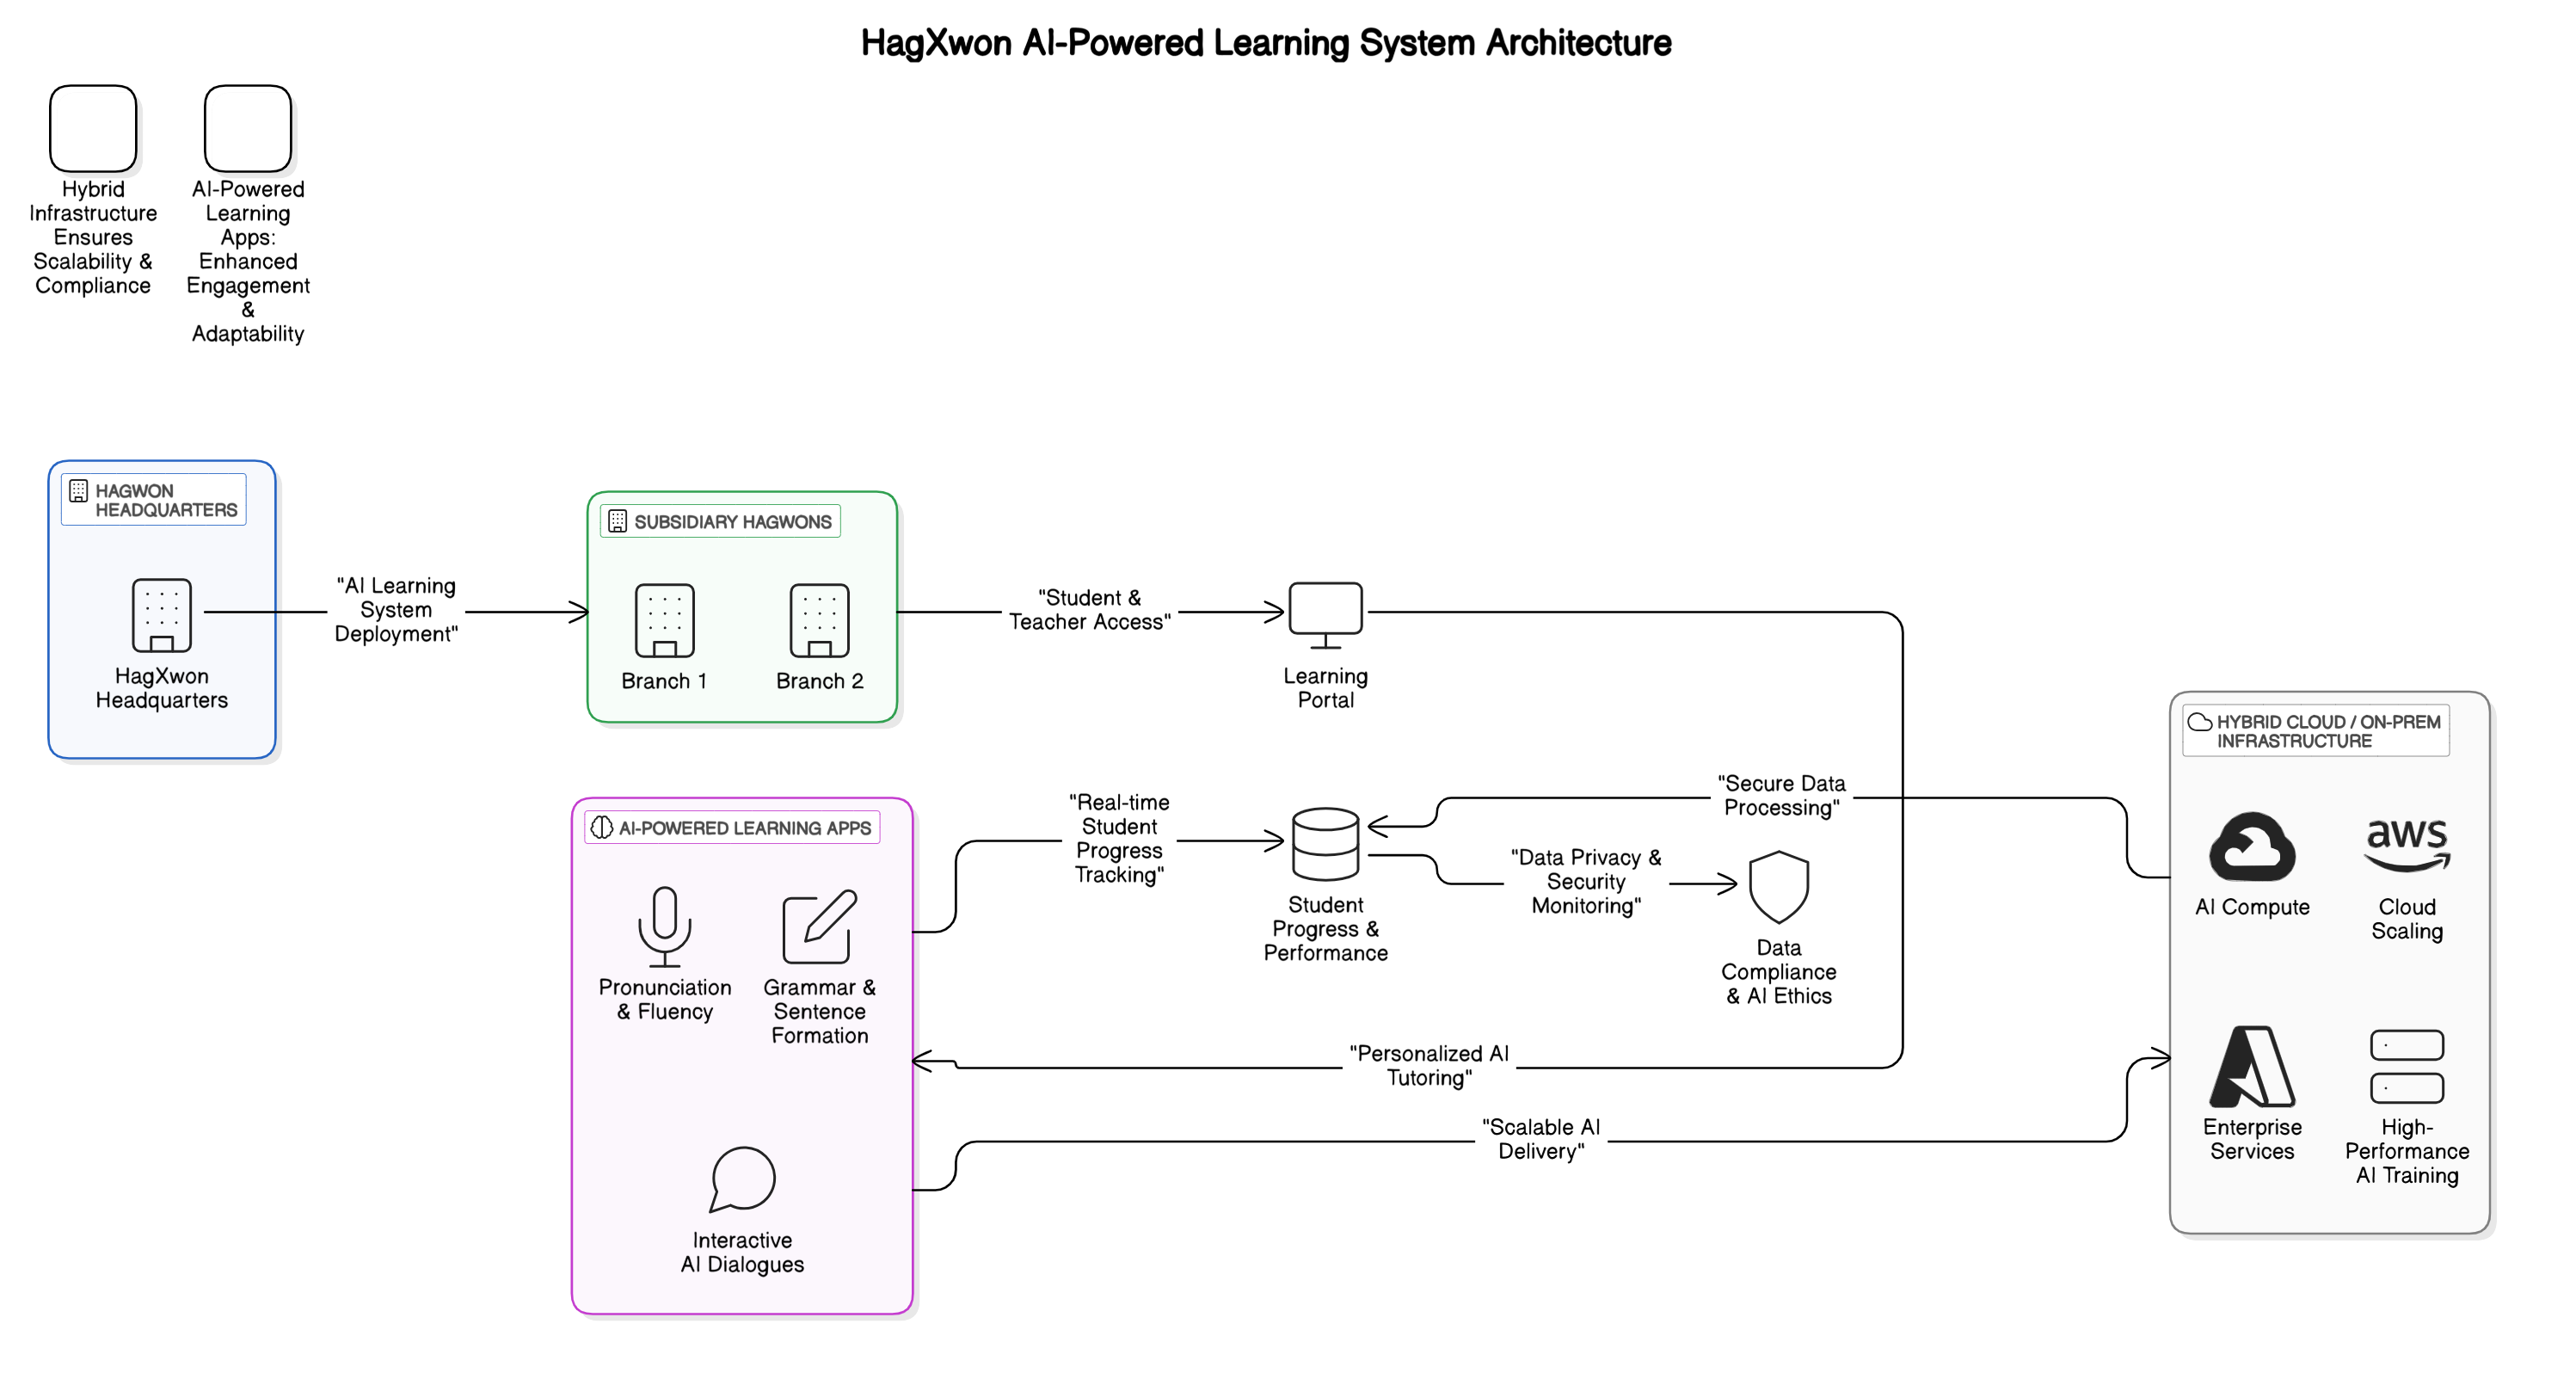 HagXwon AI-Powered Learning System Architecture
Hybrid
Infrastructure
Ensures
Scalability &
Compliance
AI-Powered
Learning
Apps:
Enhanced
Engagement
&
Adaptability
HAGWON
HEADQUARTERS
HagXwon
Headquarters
"AI Learning
System
Deployment"
SUBSIDIARY HAGWONS
Branch 1
Branch 2
"Student &
Teacher Access"
Learning
Portal
AI-POWERED LEARNING APPS
Pronunciation
& Fluency
Grammar &
Sentence
Formation
Interactive
AI Dialogues
"Real-time
Student
Progress
Tracking"
Student
Progress &
Performance
"Secure Data
Processing"
"Data Privacy &
Security
Monitoring"
Data
Compliance
& AI Ethics
"Personalized AI
Tutoring"
"Scalable AI
Delivery"
HYBRID CLOUD / ON-PREM
INFRASTRUCTURE
AI Compute
aws
Cloud
Scaling
Enterprise
Services
High-
Performance
AI Training